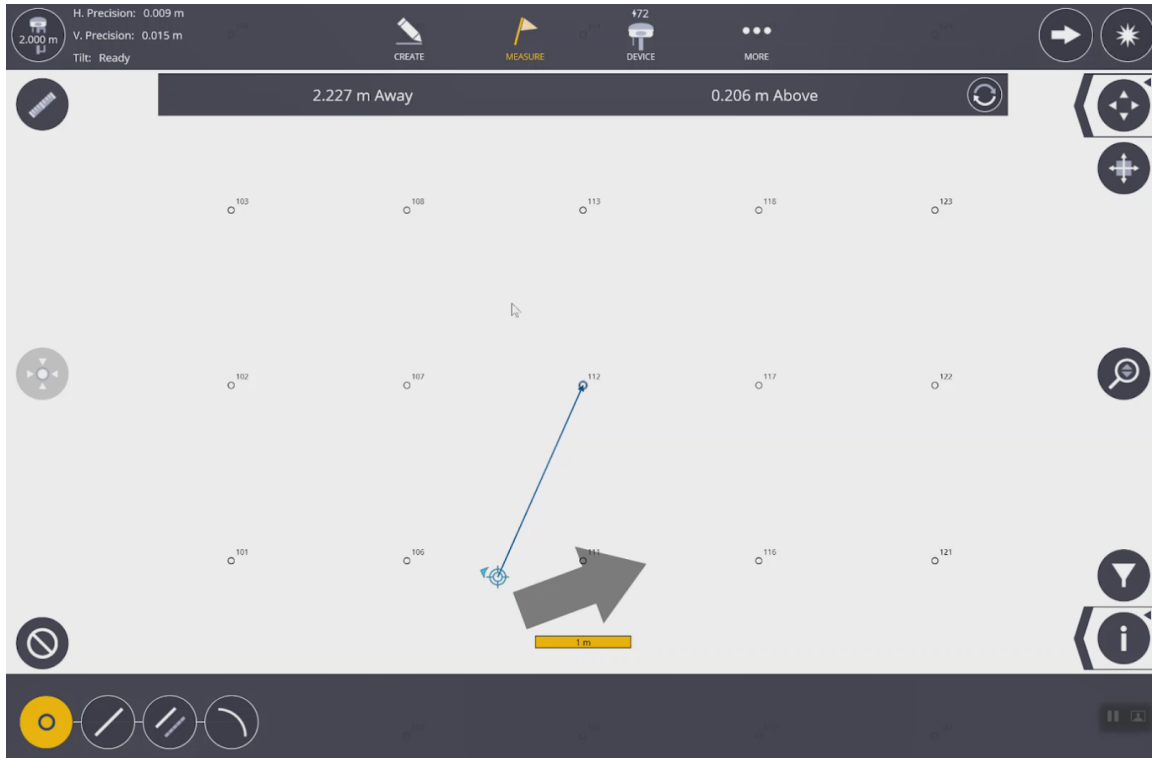 H. Precision: 0.009 m
V. Precision: 0.015 m
Tilt: Ready
2.000 m
CREATE
MEASURE
72
DEVICE
MORE
2.227 m Away
0.206 m Above
103
108
113
118
123
102
107
112
117
122
101
106
111
116
121
1 m
i